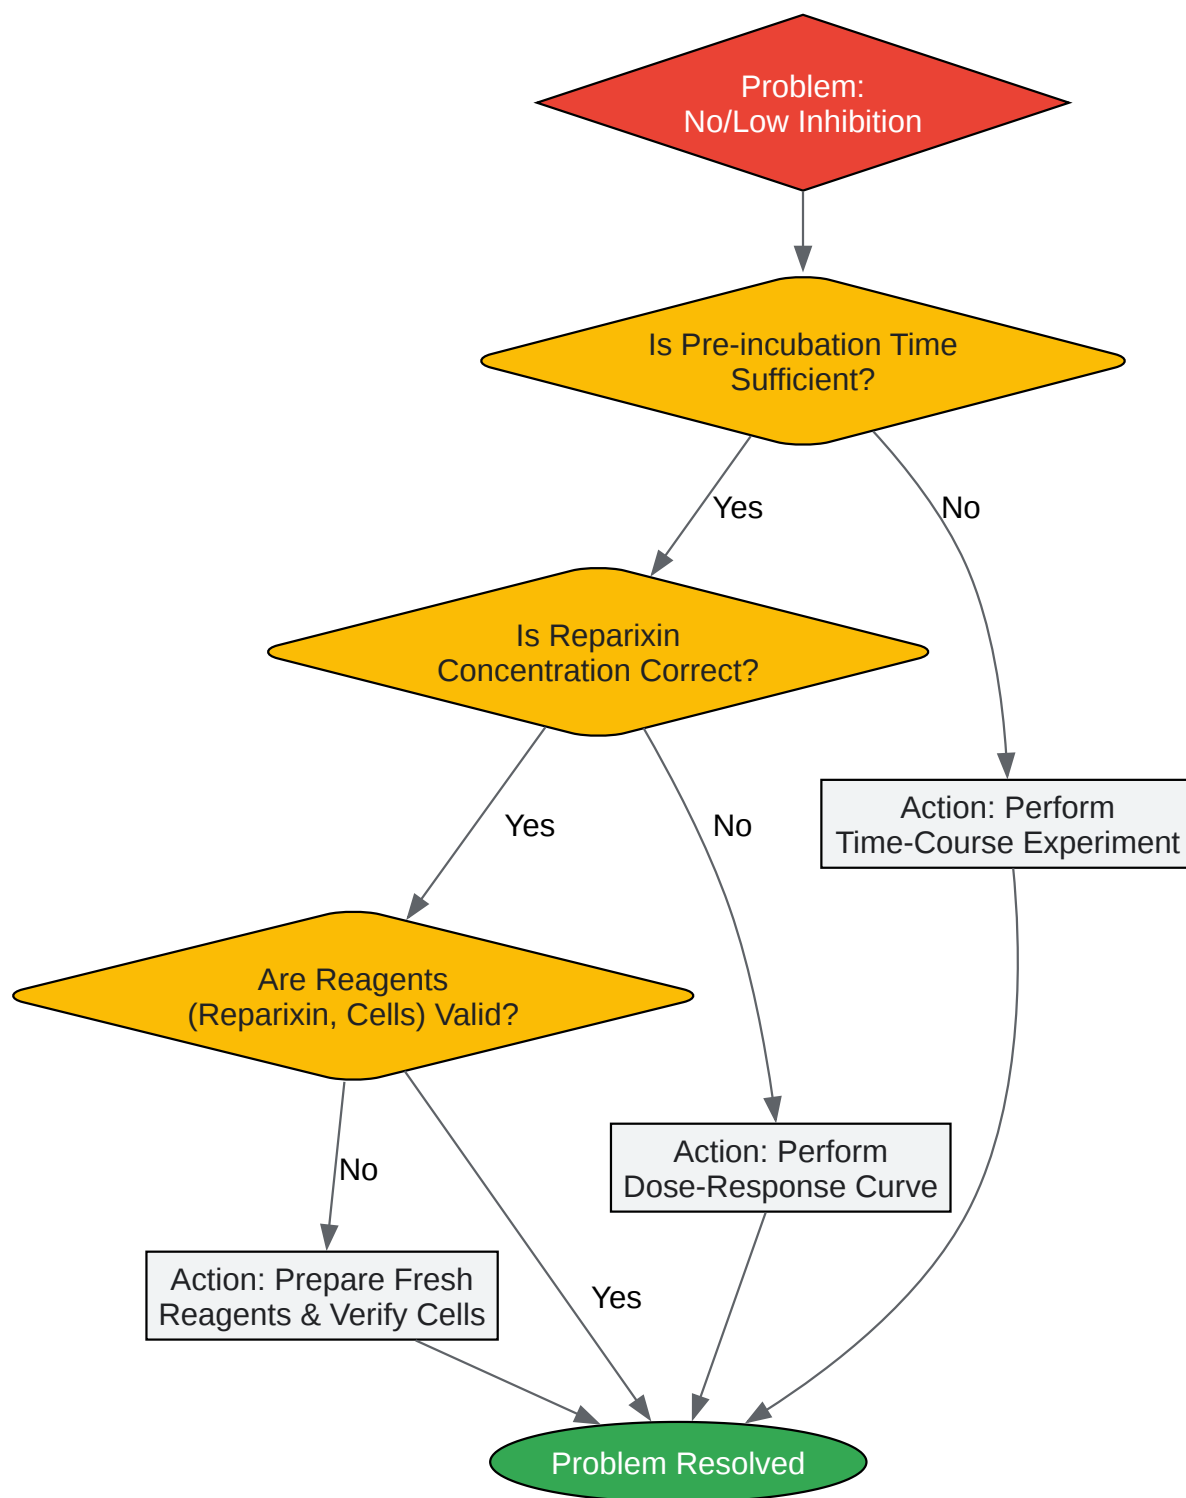 Problem:
No/Low Inhibition
Is Pre-incubation Time
Sufficient?
Yes
No
Is Reparixin
Concentration Correct?
Action: Perform
Time-Course Experiment
Yes
No
Are Reagents
(Reparixin, Cells) Valid?
Action: Perform
Dose-Response Curve
No
Action: Prepare Fresh
Reagents & Verify Cells
Yes
Problem Resolved